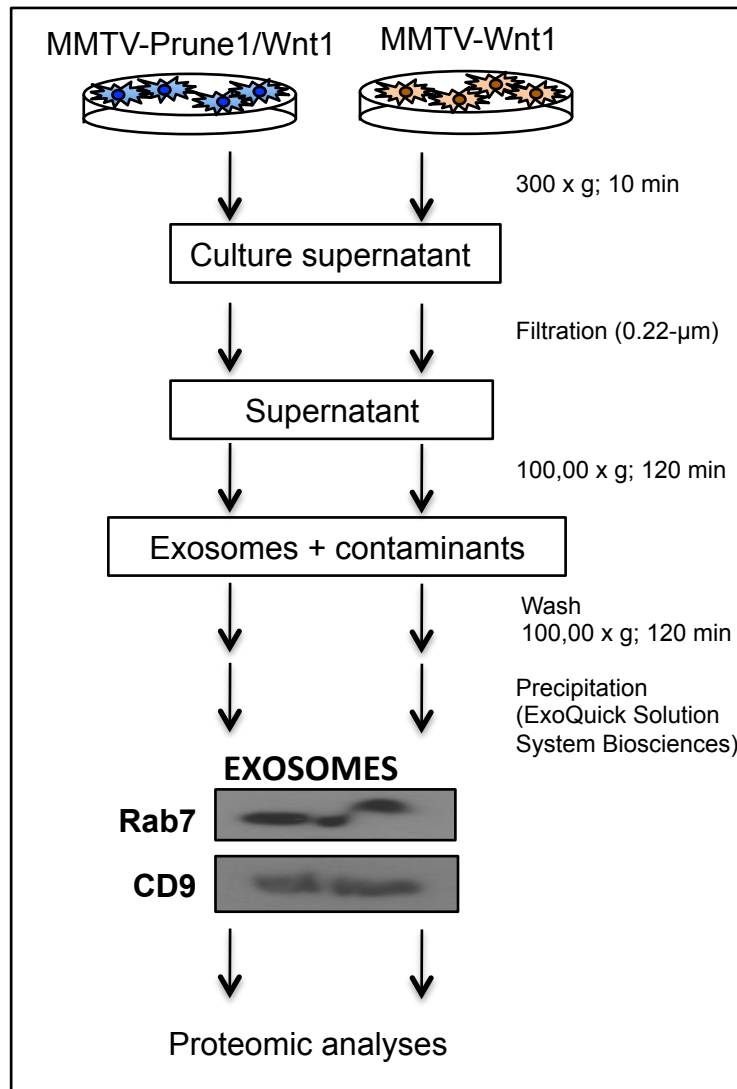 MMTV-Prune1/Wnt1
MMTV-Wnt1
300 x g; 10 min
Culture supernatant
Filtration (0.22-µm)
Supernatant
100,00 x g; 120 min
Exosomes + contaminants
Wash
100,00 x g; 120 min
Precipitation
(ExoQuick Solution
System Biosciences)
EXOSOMES
Rab7
CD9
Proteomic analyses